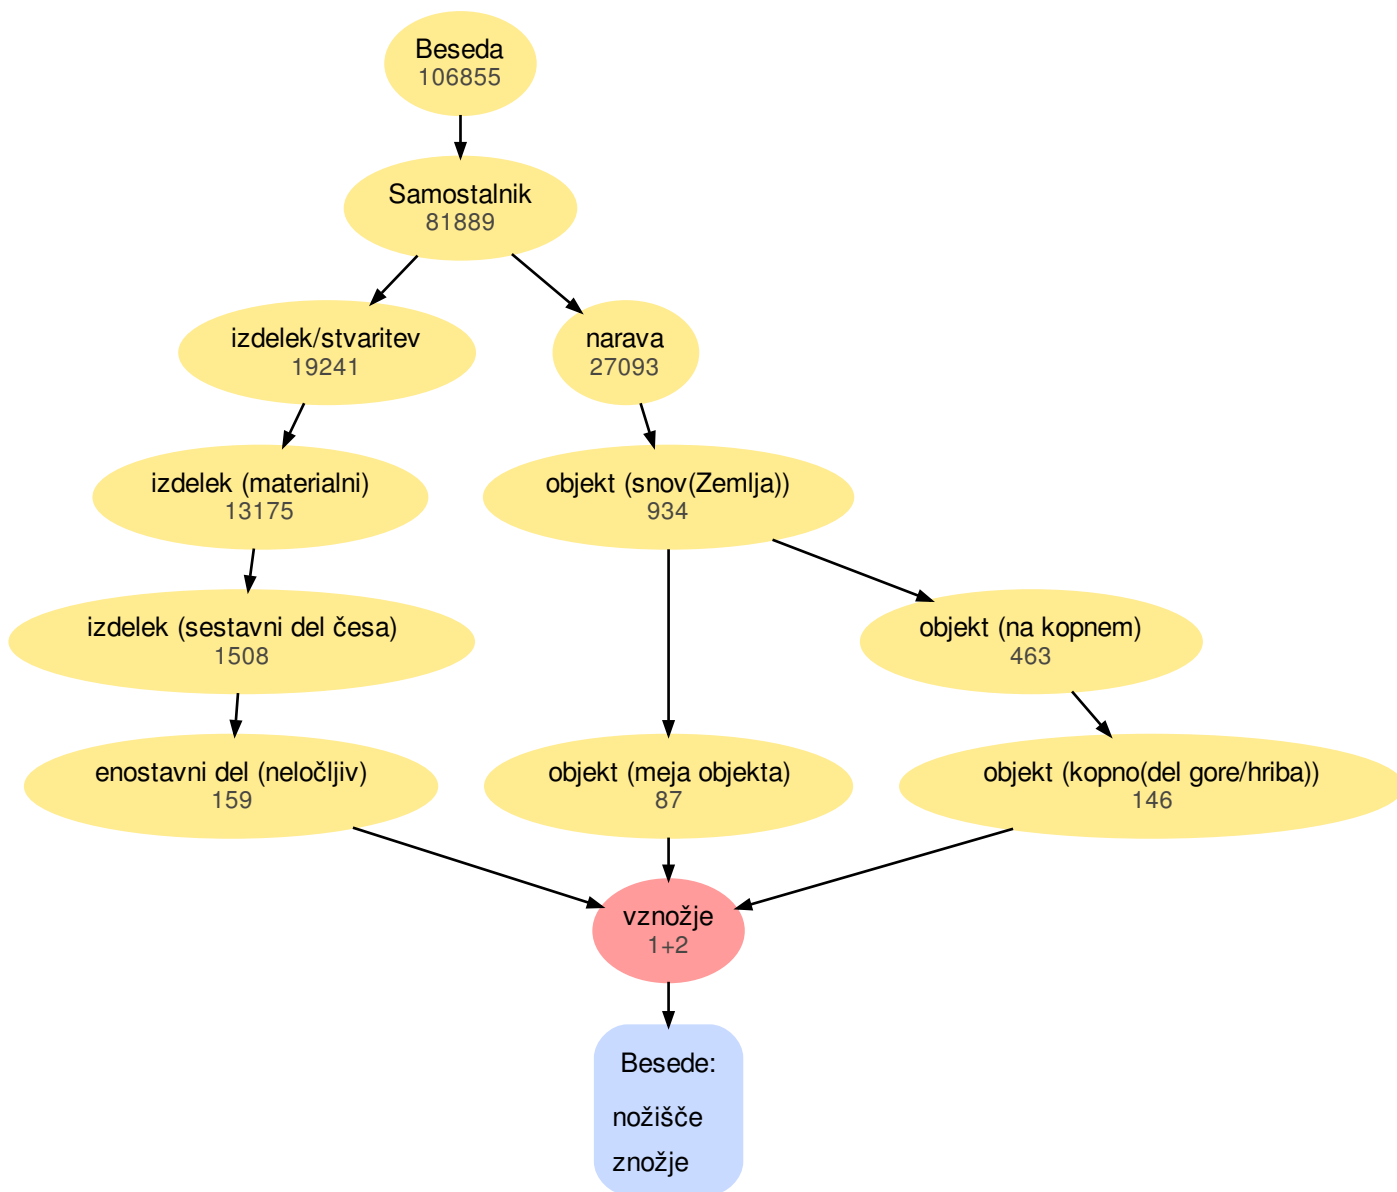 Beseda
106855
Samostalnik
81889
izdelek/stvaritev
19241
narava
27093
izdelek (materialni)
13175
objekt (snov(Zemlja))
934
izdelek (sestavni del česa)
1508
objekt (na kopnem)
463
enostavni del (neločljiv)
159
objekt (meja objekta)
87
objekt (kopno(del gore/hriba))
146
vznožje
1+2
Besede:
nožišče
znožje